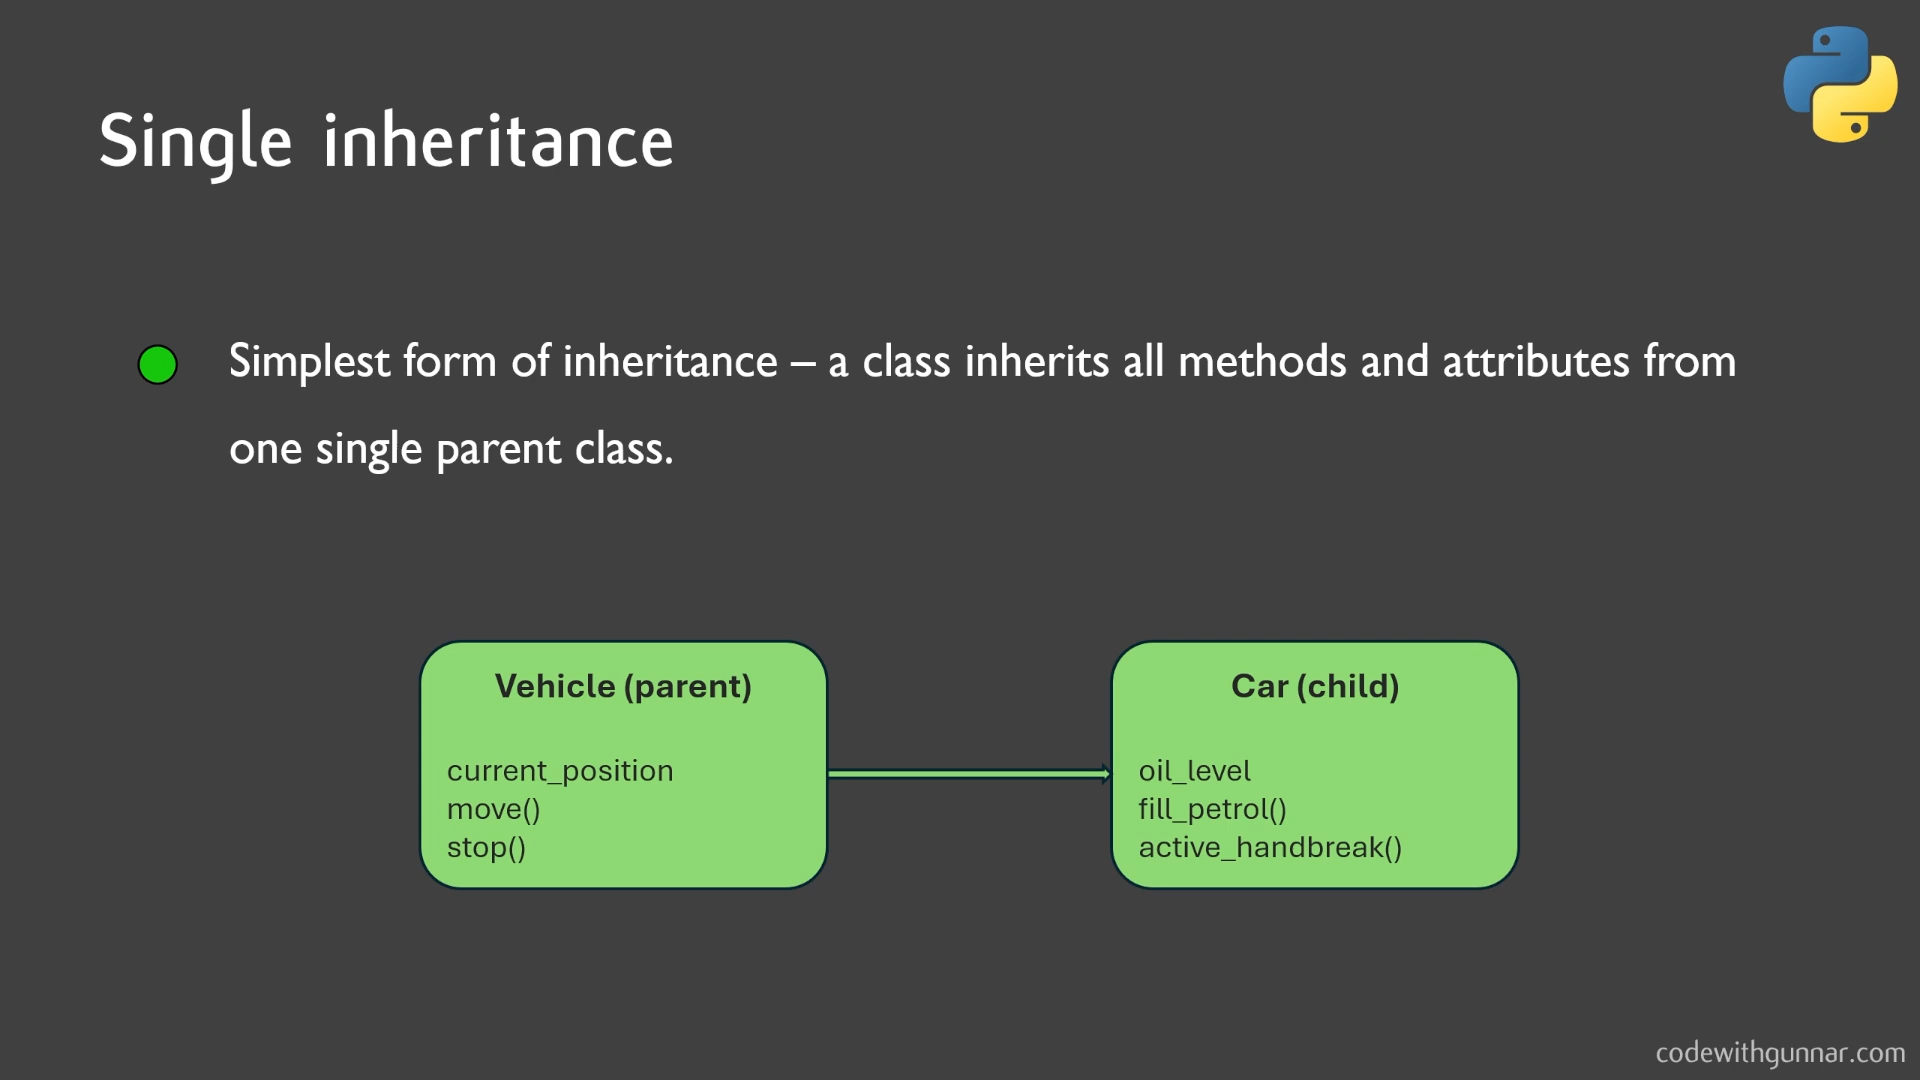 Single inheritance
Simplest form of inheritance – a class inherits all methods and attributes from
one single parent class.
Vehicle (parent)
current_position
move()
stop()
Car (child)
oil_level
fill_petrol()
active_handbreak()
codewithgunnar.com